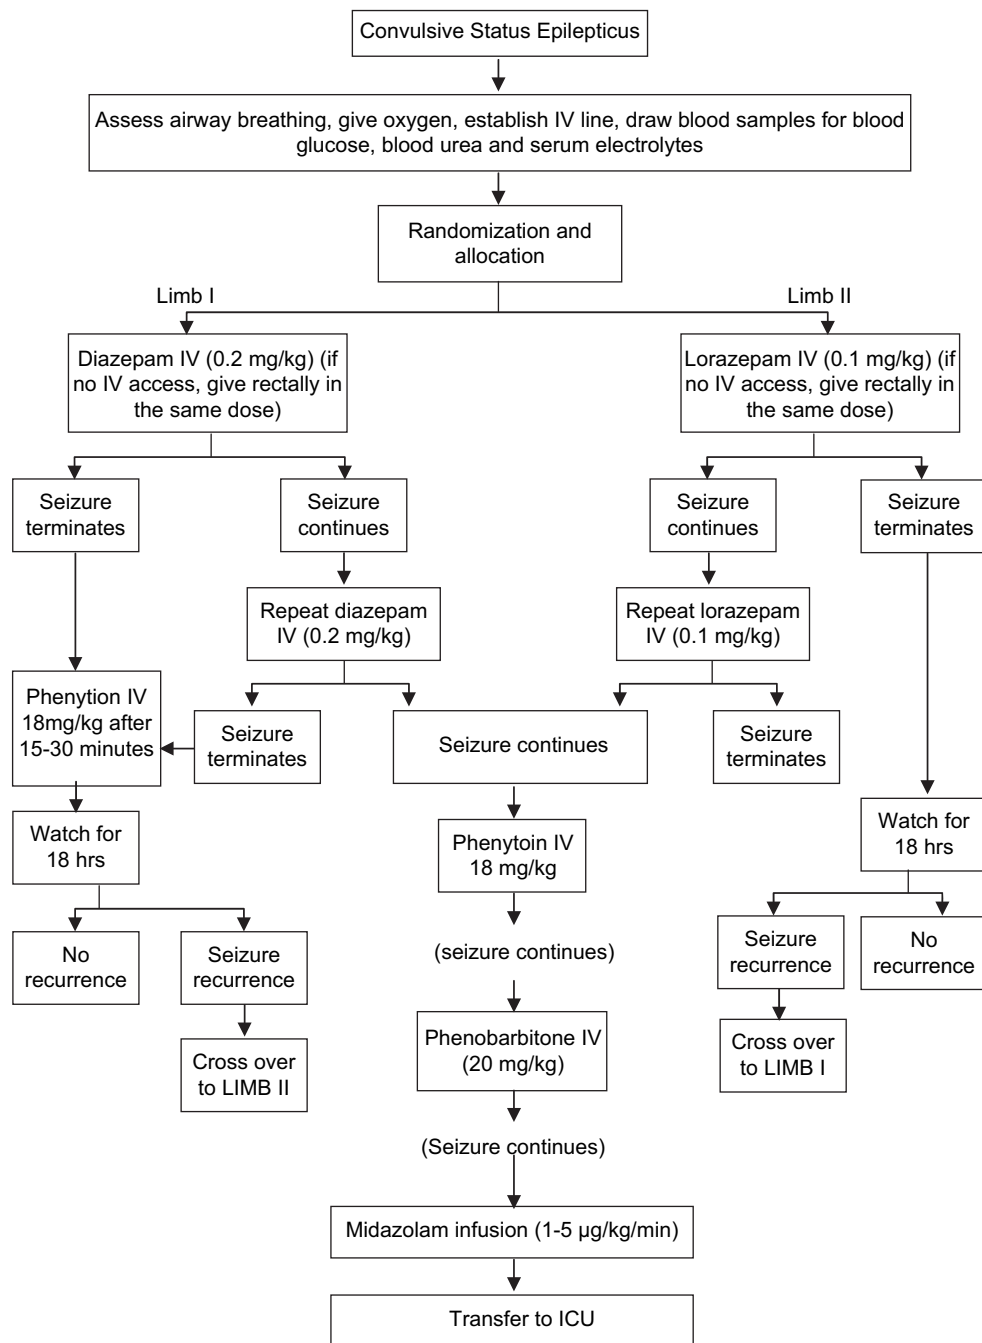 Convulsive Status Epilepticus
Assess airway breathing, give oxygen, establish IV line, draw blood samples for blood
glucose, blood urea and serum electrolytes
Randomization and
allocation
Limb I
Limb II
Diazepam IV (0.2 mg/kg) (if
no IV access, give rectally in
the same dose)
Lorazepam IV (0.1 mg/kg) (if
no IV access, give rectally in
the same dose)
Seizure
terminates
Seizure
continues
Seizure
continues
Seizure
terminates
Repeat diazepam
IV (0.2 mg/kg)
Repeat lorazepam
IV (0.1 mg/kg)
Phenytion IV
18mg/kg after
15-30 minutes
Seizure
terminates
Seizure continues
Seizure
terminates
Watch for
18 hrs
Phenytoin IV
18 mg/kg
Watch for
18 hrs
No
recurrence
Seizure
recurrence
(seizure continues)
Seizure
recurrence
No
recurrence
Cross over
to LIMB II
Phenobarbitone IV
(20 mg/kg)
Cross over
to LIMB I
(Seizure continues)
Midazolam infusion (1-5 µg/kg/min)
Transfer to ICU